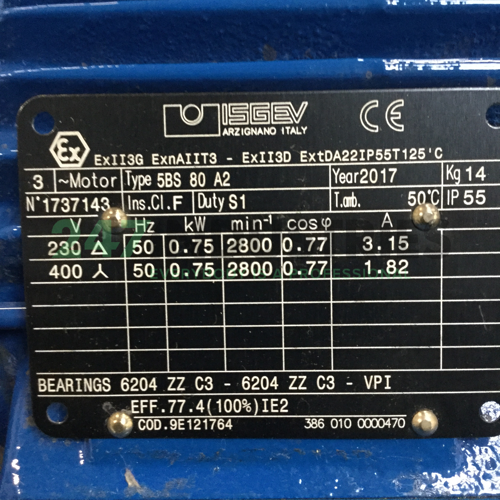 ISGEV
ARZIGNANO ITALY
CE
Ex ExII3G ExnAIIT3 - ExII3D ExtDA22IP55T125°C
3 ~Motor Type 5BS 80 A2 Year2017 Kg 14
N°1737143 Ins.Cl.F Duty S1 T.amb. 50°C IP 55
V Hz kW min-¹ cosφ A
230 △ 50 0.75 2800 0.77 3.15
400 ⅄ 50 0.75 2800 0.77 1.82
BEARINGS 6204 ZZ C3 - 6204 ZZ C3 - VPI
EFF.77.4(100%)IE2
COD.9E121764 386 010 0000470